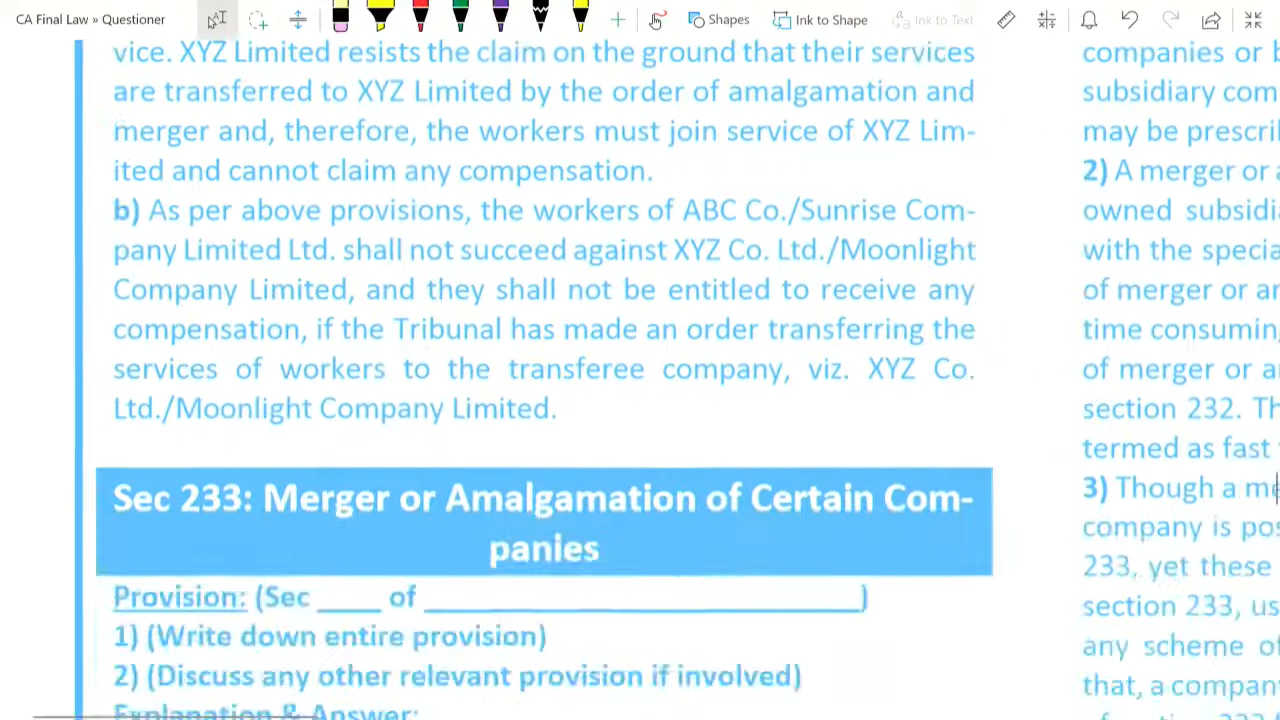 CA Final Law » Questioner
Shapes
Ink to Shape
Ink to Text
vice. XYZ Limited resists the claim on the ground that their services
are transferred to XYZ Limited by the order of amalgamation and
merger and, therefore, the workers must join service of XYZ Lim-
ited and cannot claim any compensation.
b) As per above provisions, the workers of ABC Co./Sunrise Com-
pany Limited Ltd. shall not succeed against XYZ Co. Ltd./Moonlight
Company Limited, and they shall not be entitled to receive any
compensation, if the Tribunal has made an order transferring the
services of workers to the transferee company, viz. XYZ Co.
Ltd./Moonlight Company Limited.
Sec 233: Merger or Amalgamation of Certain Com-
panies
Provision: (Sec ____ of ____________________________)
1) (Write down entire provision)
2) (Discuss any other relevant provision if involved)
Explanation & Answer:
companies or
subsidiary com
may be prescri
2) A merger or
owned subsidi
with the specia
of merger or
time consuming
of merger or
section 232.
termed as fast
3) Though a
company is
233, yet these
section 233,
any scheme
that, a company